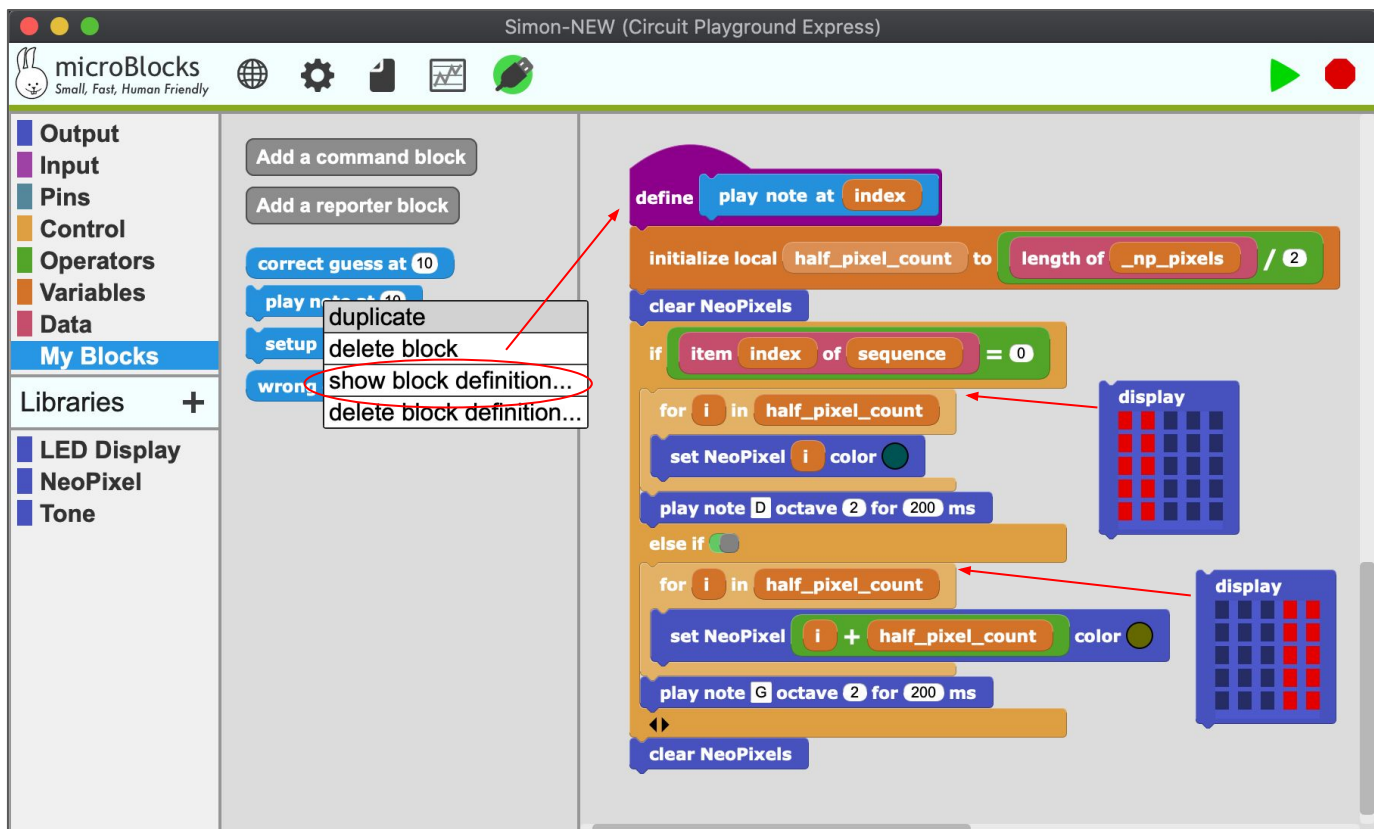 Simon-NEW (Circuit Playground Express)
microBlocks
Small, Fast, Human Friendly
Output
Input
Pins
Control
Operators
Variables
Data
My Blocks
Libraries +
LED Display
NeoPixel
Tone
Add a command block
Add a reporter block
correct guess at 10
play note at 10
setup
wrong
duplicate
delete block
show block definition...
delete block definition...
define play note at index
initialize local half_pixel_count to length of _np_pixels / 2
clear NeoPixels
if item index of sequence = 0
for i in half_pixel_count
set NeoPixel i color
play note D octave 2 for 200 ms
else if
for i in half_pixel_count
set NeoPixel i + half_pixel_count color
play note G octave 2 for 200 ms
clear NeoPixels
display
display